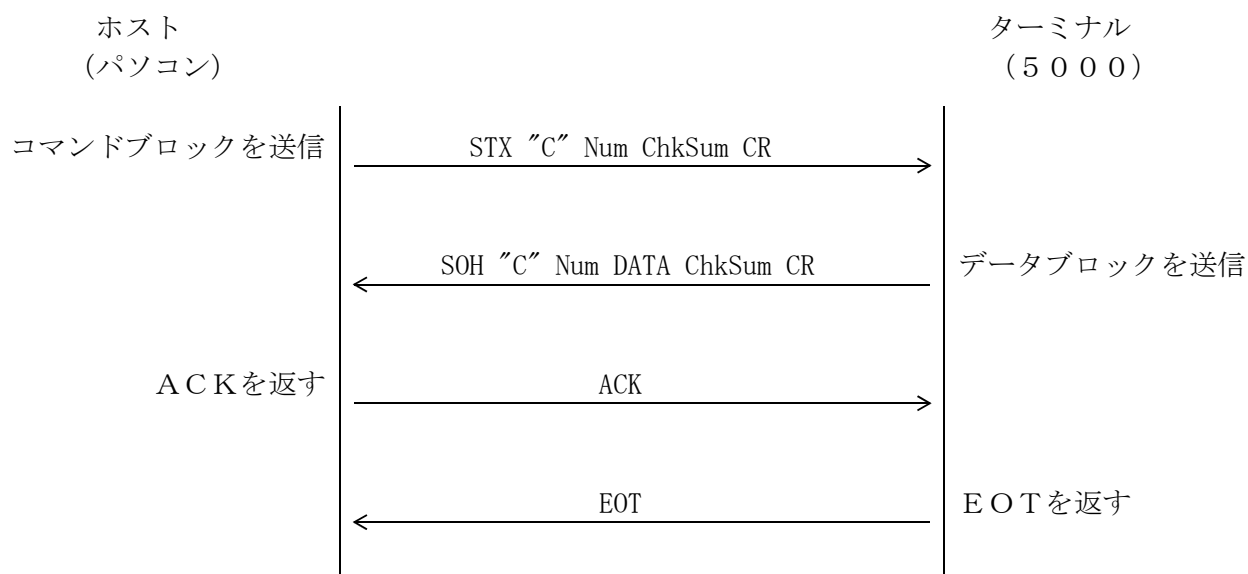 ホスト
(パソコン)
ターミナル
(5000)
コマンドブロックを送信
STX "C" Num ChkSum CR
SOH "C" Num DATA ChkSum CR
データブロックを送信
ACKを返す
ACK
EOT
EOTを返す